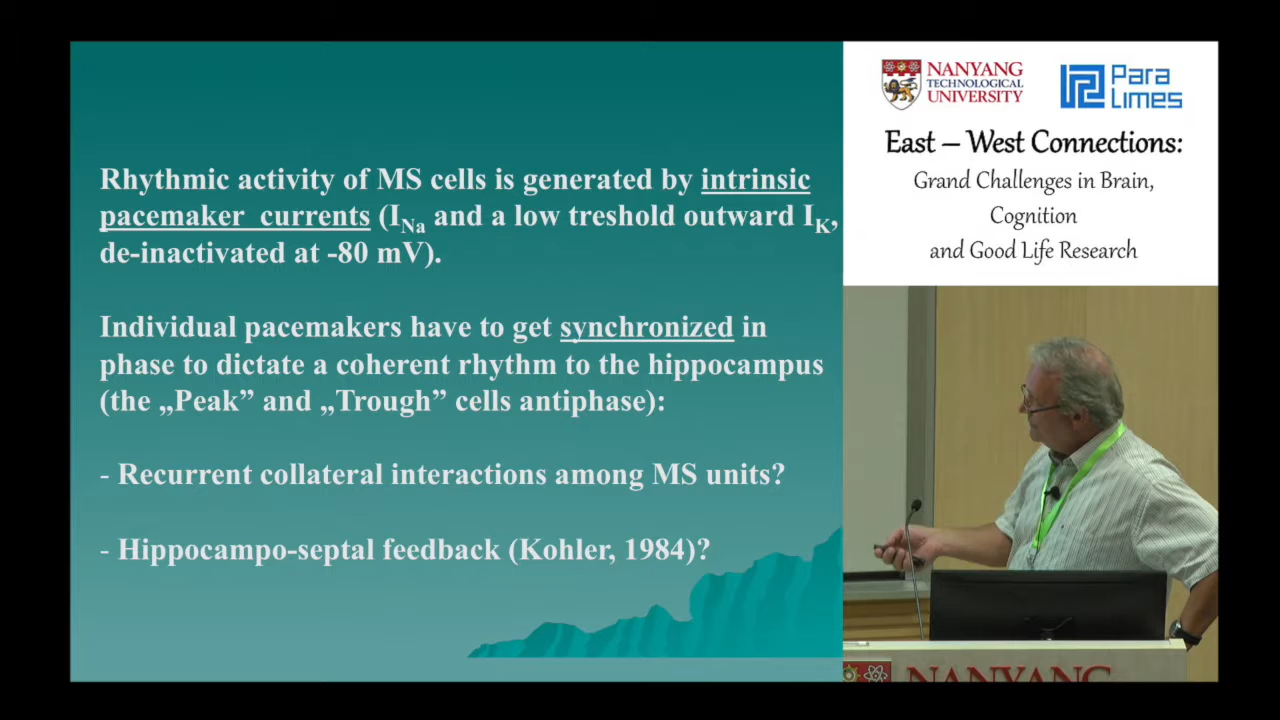 Rhythmic activity of MS cells is generated by intrinsic
pacemaker currents (INa and a low treshold outward IK,
de-inactivated at -80 mV).
Individual pacemakers have to get synchronized in
phase to dictate a coherent rhythm to the hippocampus
(the „Peak” and „Trough” cells antiphase):
- Recurrent collateral interactions among MS units?
- Hippocampo-septal feedback (Kohler, 1984)?
NANYANG
TECHNOLOGICAL
UNIVERSITY
Para
Limes
East – West Connections:
Grand Challenges in Brain,
Cognition
and Good Life Research
NANYANG